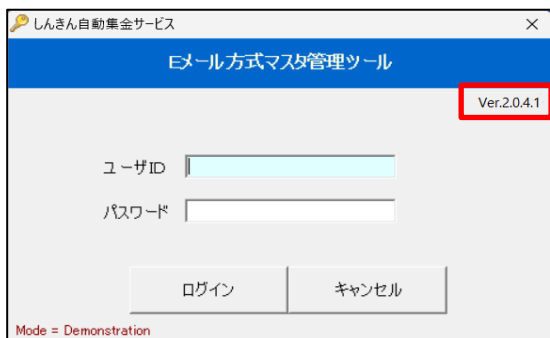 しんきん自動集金サービス
Eメール方式マスタ管理ツール
Ver.2.0.4.1
ユーザID
パスワード
ログイン キャンセル
Mode = Demonstration